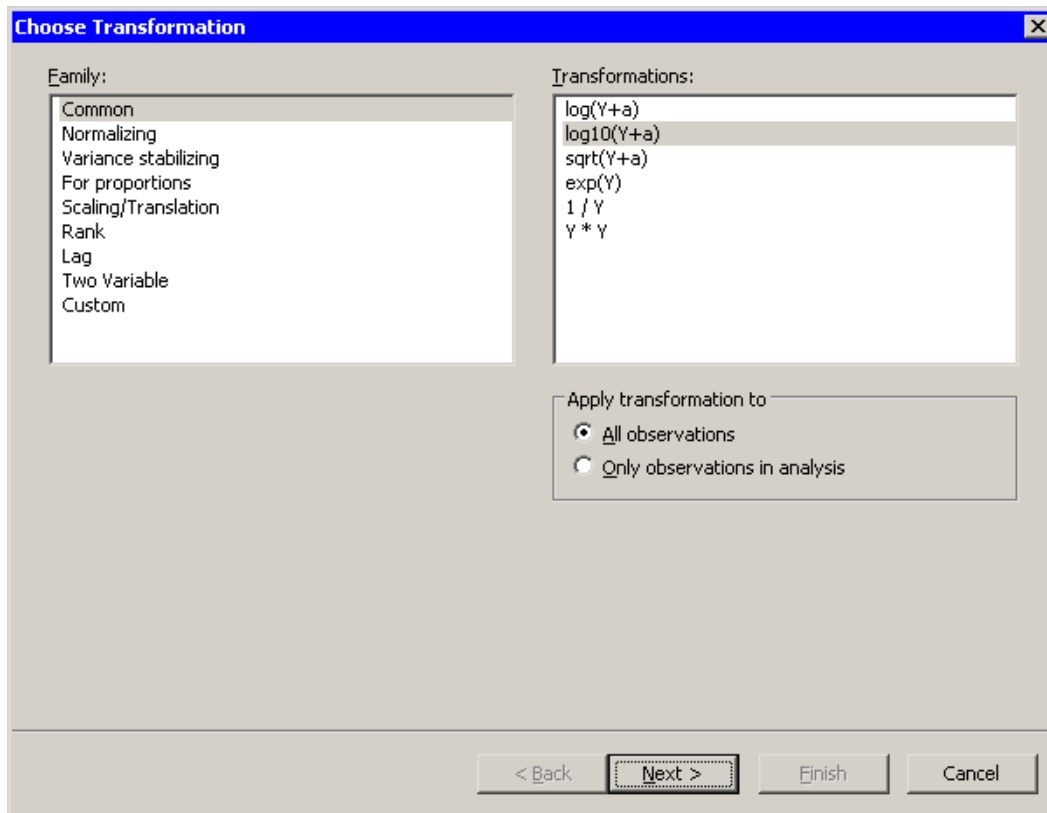 Choose Transformation
Family:
Common
Normalizing
Variance stabilizing
For proportions
Scaling/Translation
Rank
Lag
Two Variable
Custom
Transformations:
log(Y+a)
log10(Y+a)
sqrt(Y+a)
exp(Y)
1 / Y
Y * Y
Apply transformation to
All observations
Only observations in analysis
< Back
Next >
Finish
Cancel